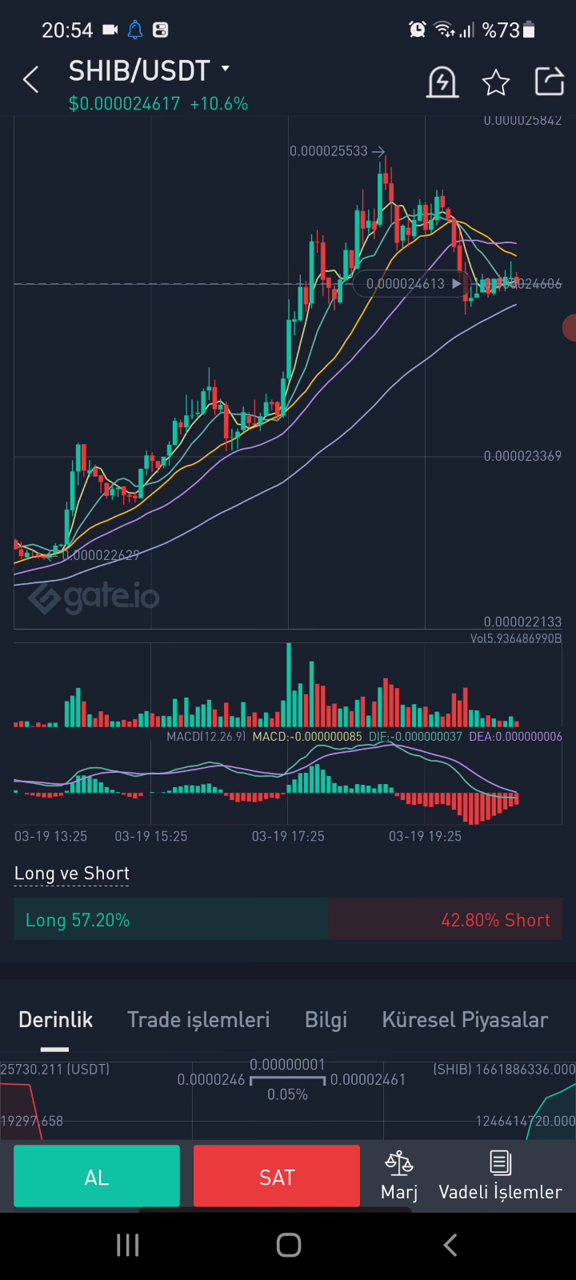 20:54
%73
SHIB/USDT
$0.000024617 +10.6%
0.000025842
0.000025533
0.000024613
0.000023369
0.000022629
gate.io
0.000022133
Vol5,936486990B
MACD[12.26.9] MACD:-0.000000085 DIF:-0.000000037 DEA:0.000000006
03-19 13:25 03-19 15:25 03-19 17:25 03-19 19:25
Long ve Short
Long 57.20% 42.80% Short
Derinlik Trade işlemleri Bilgi Küresel Piyasalar
25730.211 (USDT) 0.00000001 (SHIB) 1661886336.000
0.0000246 0.00002461
0.05%
19297.658 1246414720.000
AL SAT Marj Vadeli İşlemler